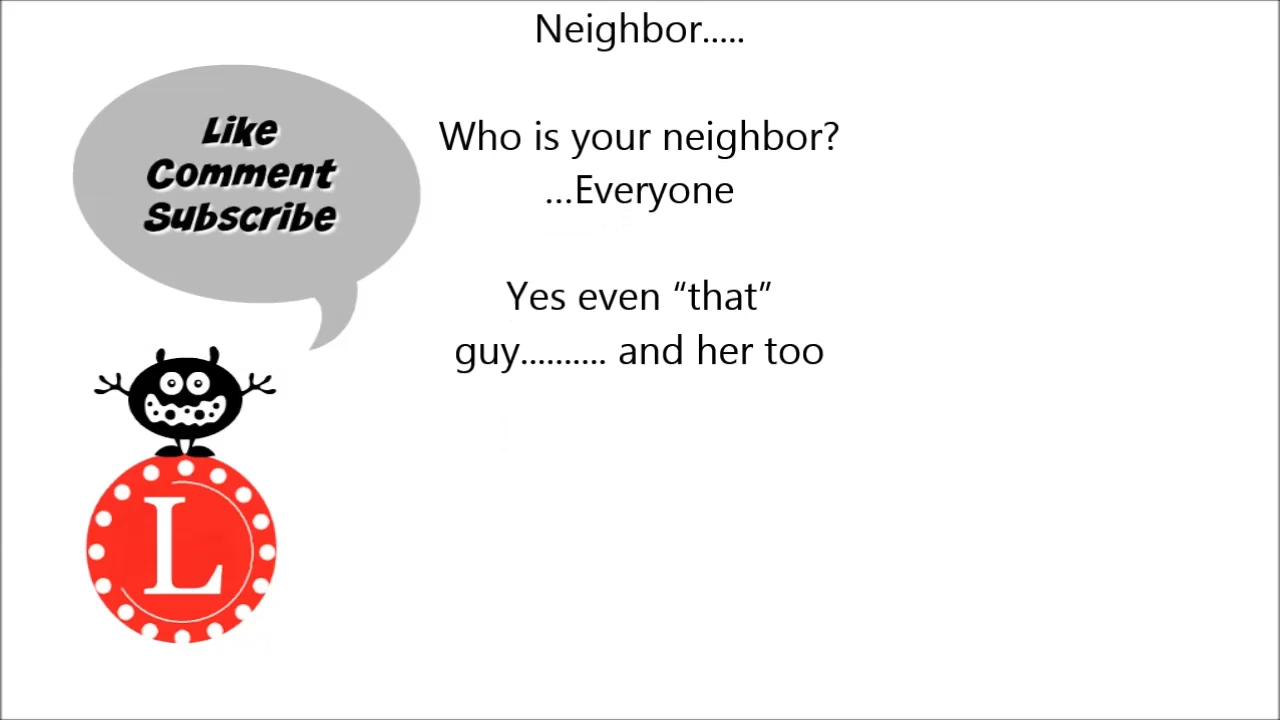 Neighbor.....
Like
Comment
Subscribe
Who is your neighbor?
...Everyone
Yes even “that”
guy.......... and her too
L